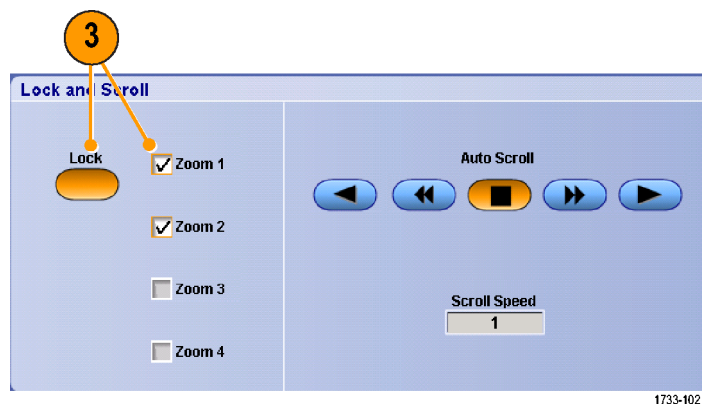 3
Lock and Scroll
Lock
Zoom 1
Zoom 2
Zoom 3
Zoom 4
Auto Scroll
Scroll Speed
1
1733-102